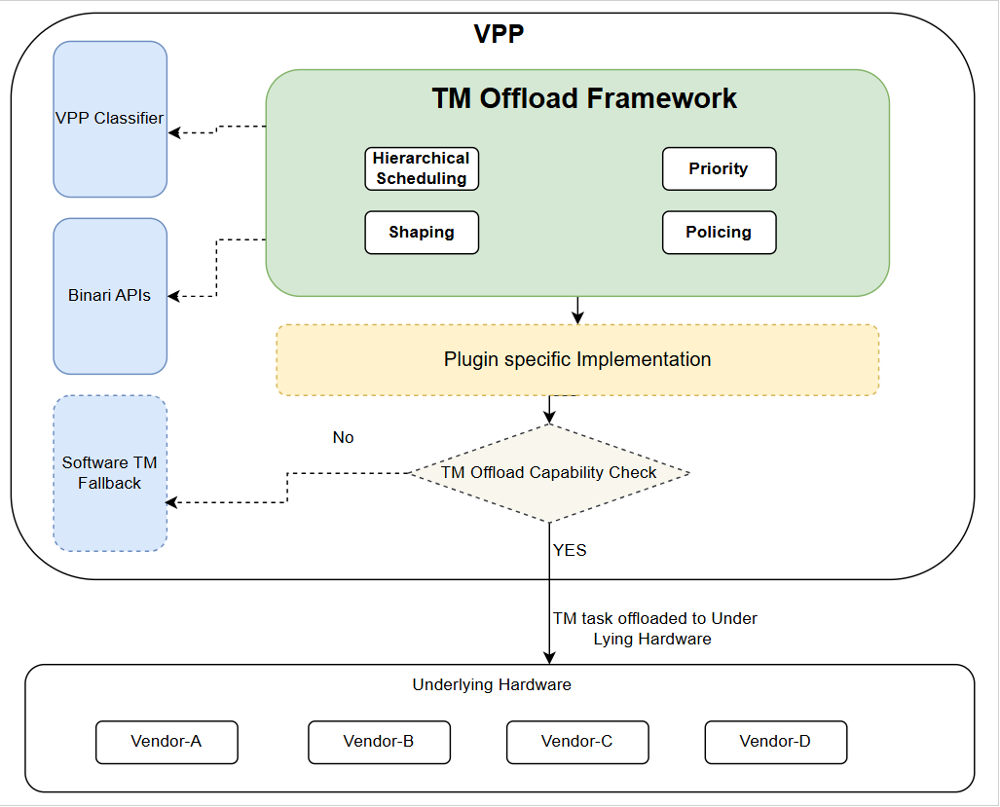 VPP
VPP Classifier
TM Offload Framework
Hierarchical
Scheduling
Priority
Shaping
Policing
Binari APIs
Plugin specific Implementation
No
Software TM
Fallback
TM Offload Capability Check
YES
TM task offloaded to Under
Lying Hardware
Underlying Hardware
Vendor-A
Vendor-B
Vendor-C
Vendor-D